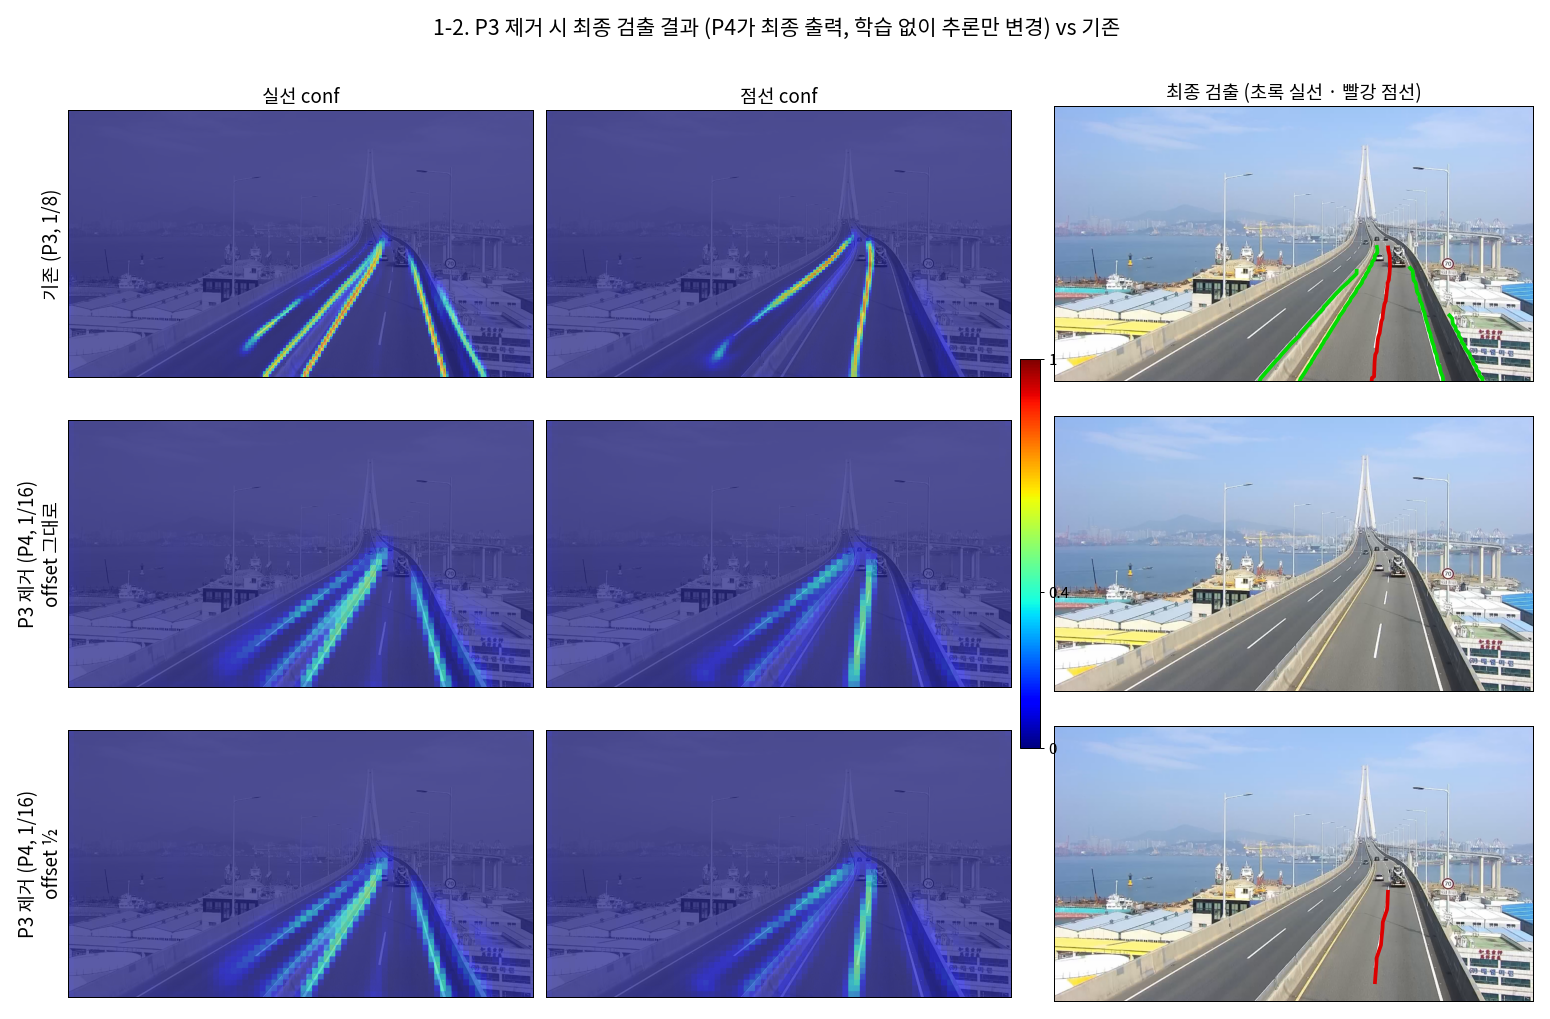 1-2. P3 제거 시 최종 검출 결과 (P4가 최종 출력, 학습 없이 추론만 변경) vs 기존
실선 conf
점선 conf
최종 검출 (초록 실선 · 빨강 점선)
기존 (P3, 1/8)
P3 제거 (P4, 1/16)
offset 그대로
P3 제거 (P4, 1/16)
offset ½
1
0.4
0
70
70
70